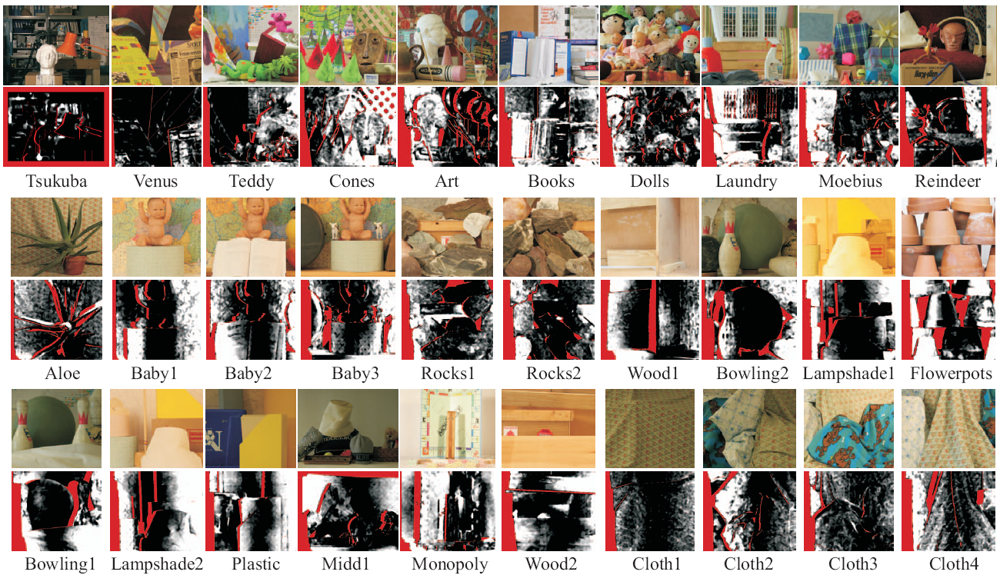 Tsukuba Venus Teddy Cones Art Books Dolls Laundry Moebius Reindeer
Aloe Baby1 Baby2 Baby3 Rocks1 Rocks2 Wood1 Bowling2 Lampshade1 Flowerpots
Bowling1 Lampshade2 Plastic Midd1 Monopoly Wood2 Cloth1 Cloth2 Cloth3 Cloth4